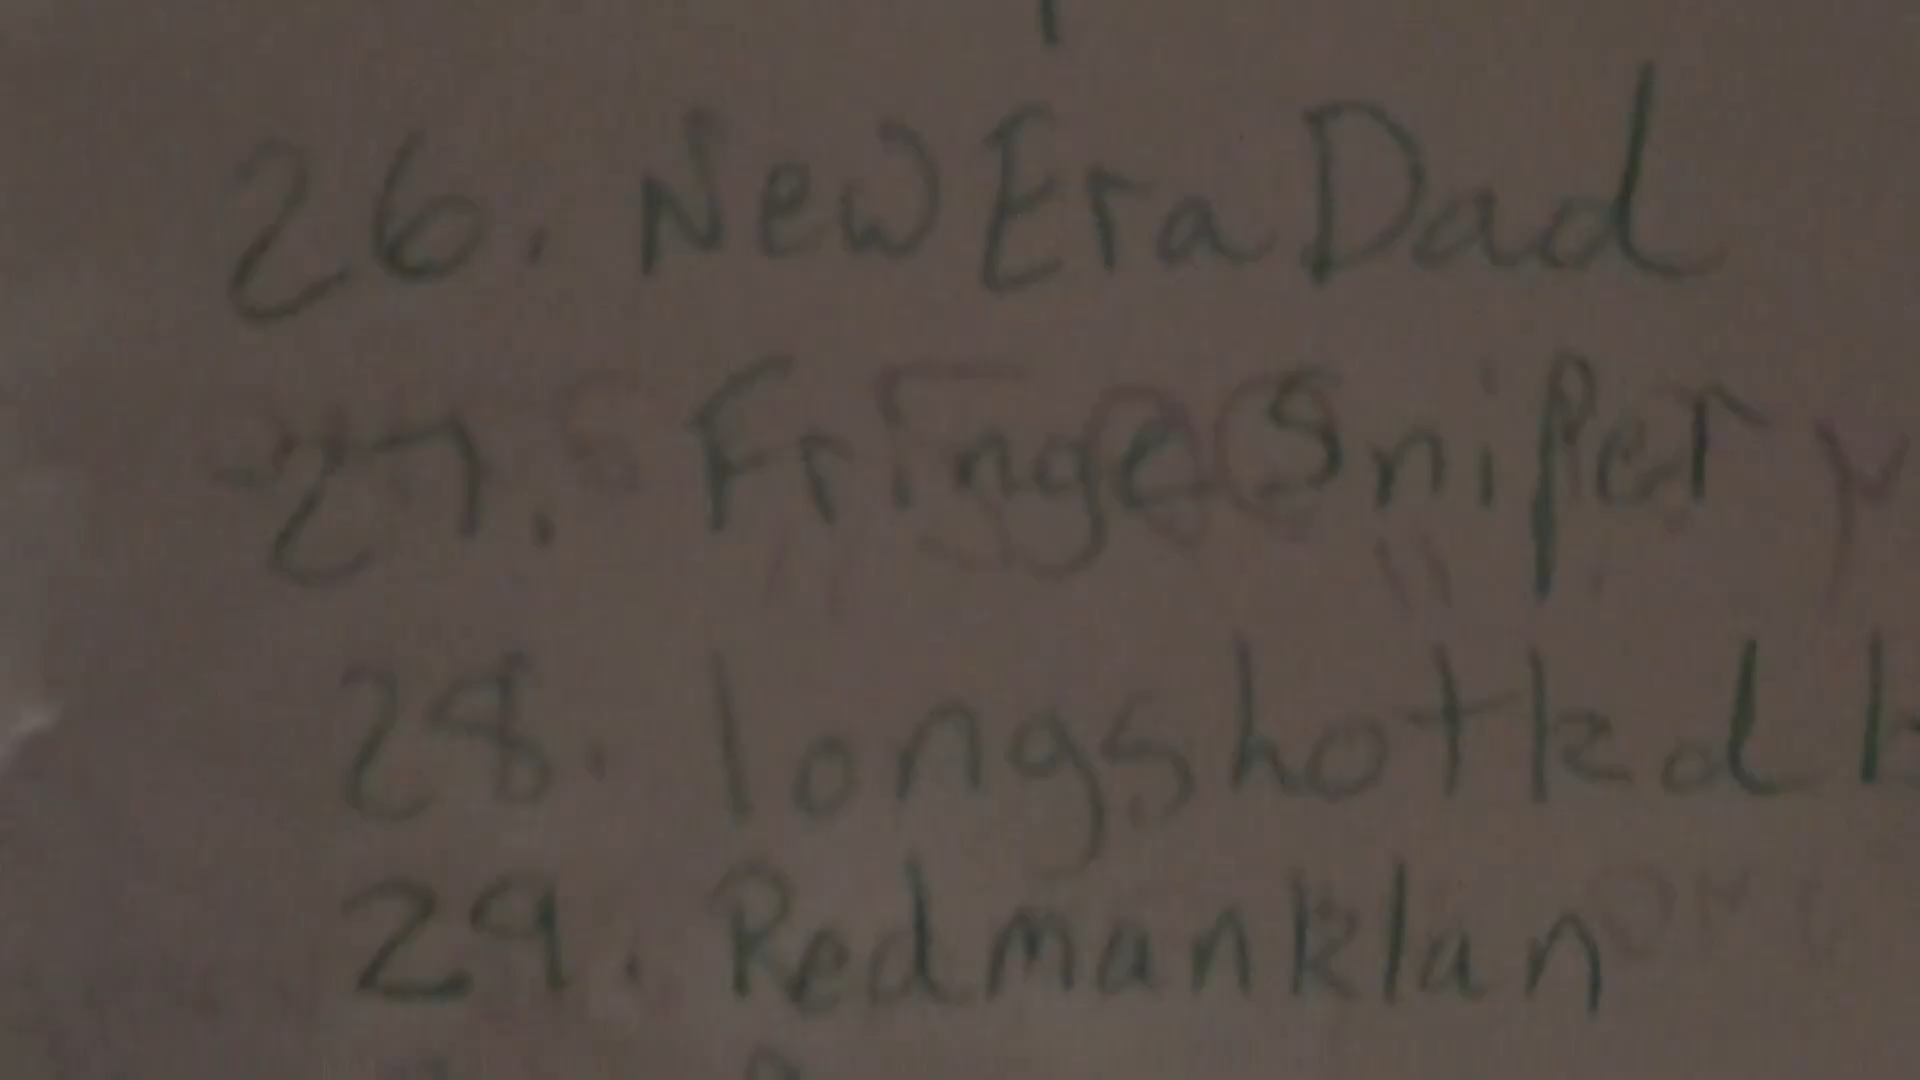 26. NewEraDad
27. FringeSniper
28. longshotkd
29. Redmanklan